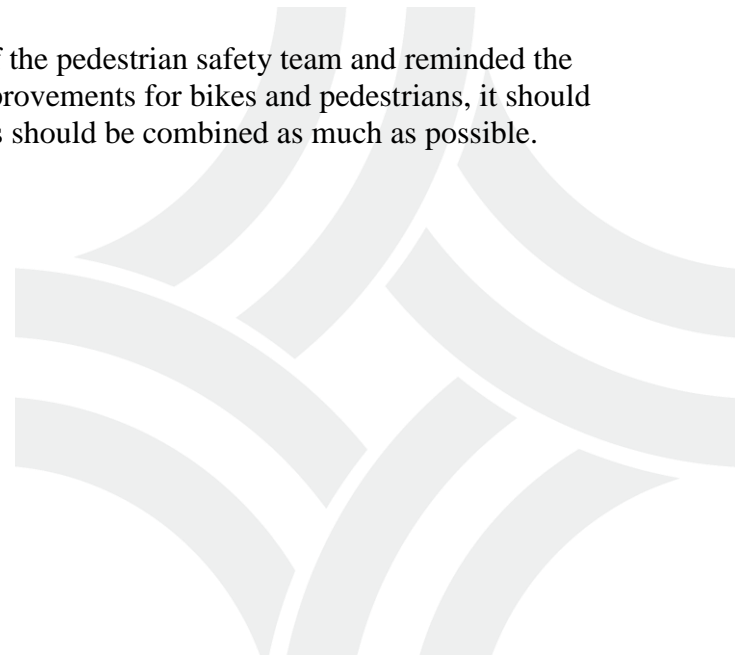 the pedestrian safety team and reminded the
provements for bikes and pedestrians, it should
s should be combined as much as possible.